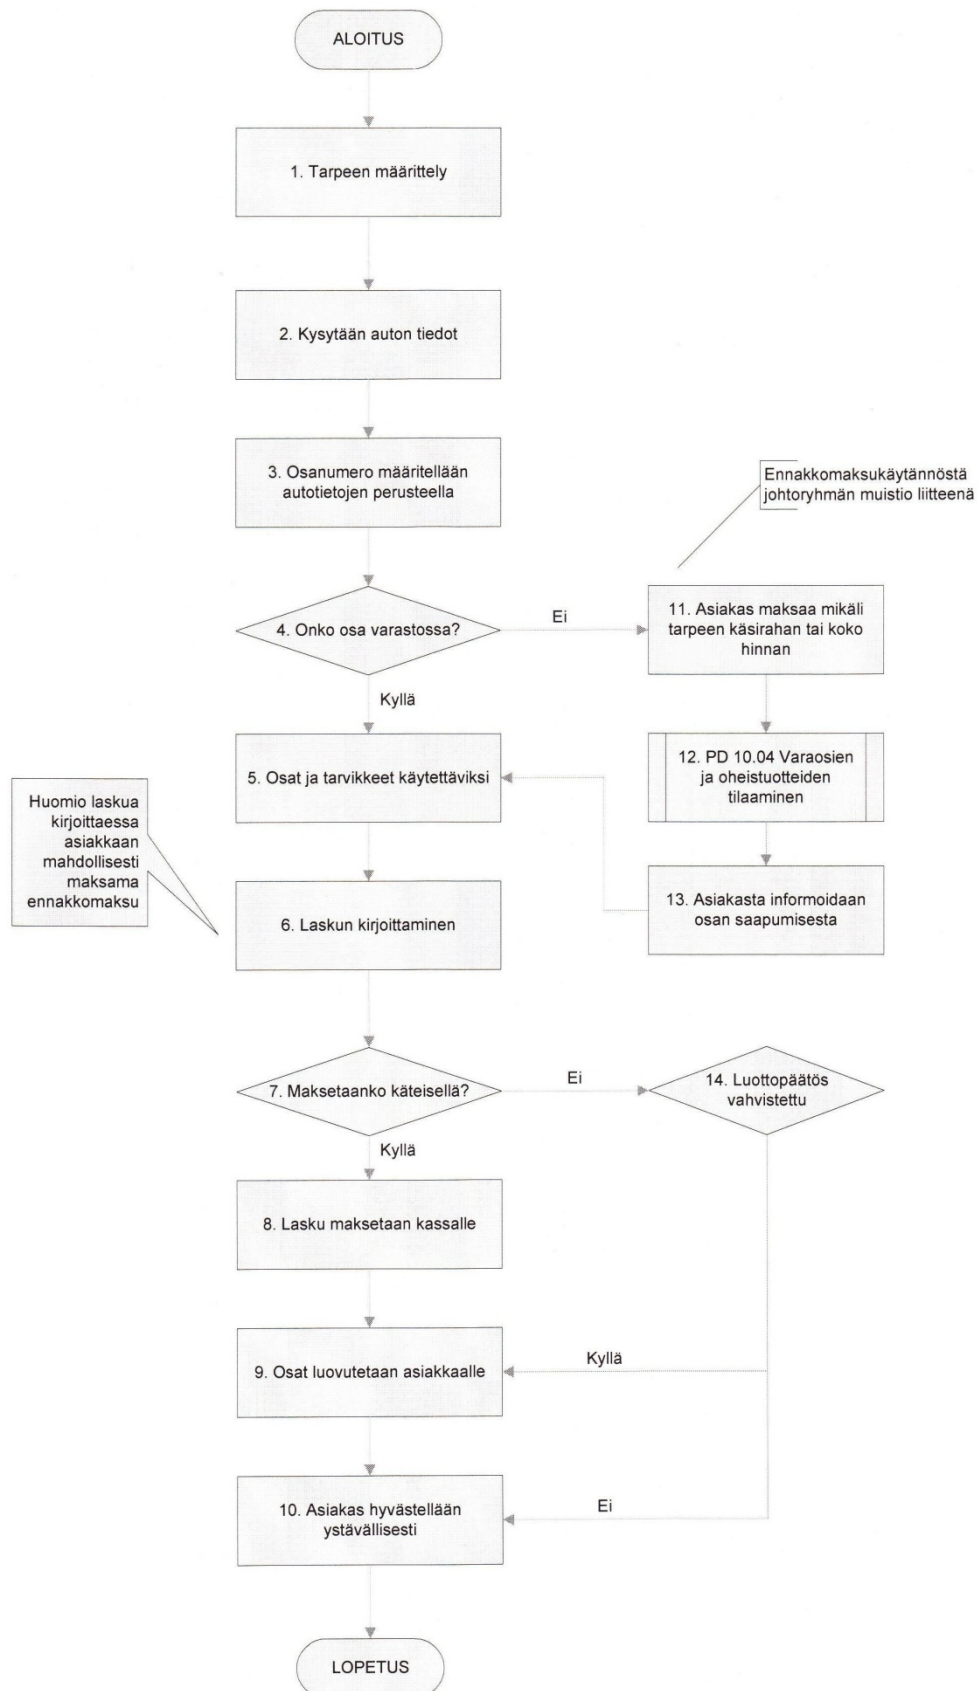 ALOITUS
1. Tarpeen määrittely
2. Kysytään auton tiedot
3. Osanumero määritellään
autotietojen perusteella
Ennakkomaksukäytännöstä
johtoryhmän muistio liitteenä
4. Onko osa varastossa?
Ei
11. Asiakas maksaa mikäli
tarpeen käsirahan tai koko
hinnan
Kyllä
5. Osat ja tarvikkeet käytettäviksi
12. PD 10.04 Varaosien
ja oheistuotteiden
tilaaminen
Huomio laskua
kirjoittaessa
asiakkaan
mahdollisesti
maksama
ennakkomaksu
6. Laskun kirjoittaminen
13. Asiakasta informoidaan
osan saapumisesta
7. Maksetaanko käteisellä?
Ei
14. Luottopäätös
vahvistettu
Kyllä
8. Lasku maksetaan kassalle
9. Osat luovutetaan asiakkaalle
Kyllä
10. Asiakas hyvästellään
ystävällisesti
Ei
LOPETUS